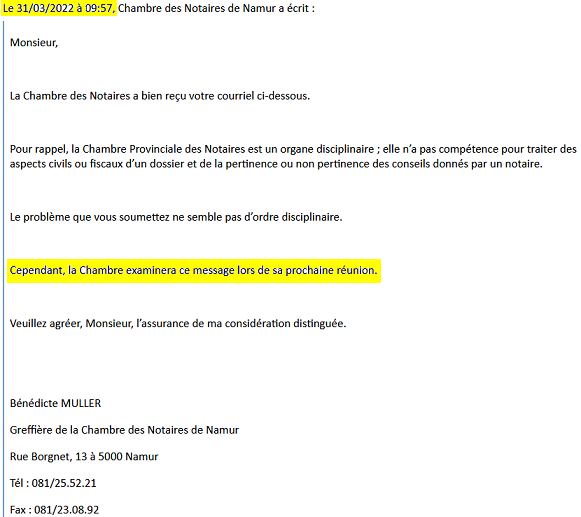 Le 31/03/2022 à 09:57, Chambre des Notaires de Namur a écrit :
Monsieur,
La Chambre des Notaires a bien reçu votre courriel ci-dessous.
Pour rappel, la Chambre Provinciale des Notaires est un organe disciplinaire ; elle n’a pas compétence pour traiter des
aspects civils ou fiscaux d’un dossier et de la pertinence ou non pertinence des conseils donnés par un notaire.
Le problème que vous soumettez ne semble pas d’ordre disciplinaire.
Cependant, la Chambre examinera ce message lors de sa prochaine réunion.
Veuillez agréer, Monsieur, l’assurance de ma considération distinguée.
Bénédicte MULLER
Greffière de la Chambre des Notaires de Namur
Rue Borgnet, 13 à 5000 Namur
Tél : 081/25.52.21
Fax : 081/23.08.92